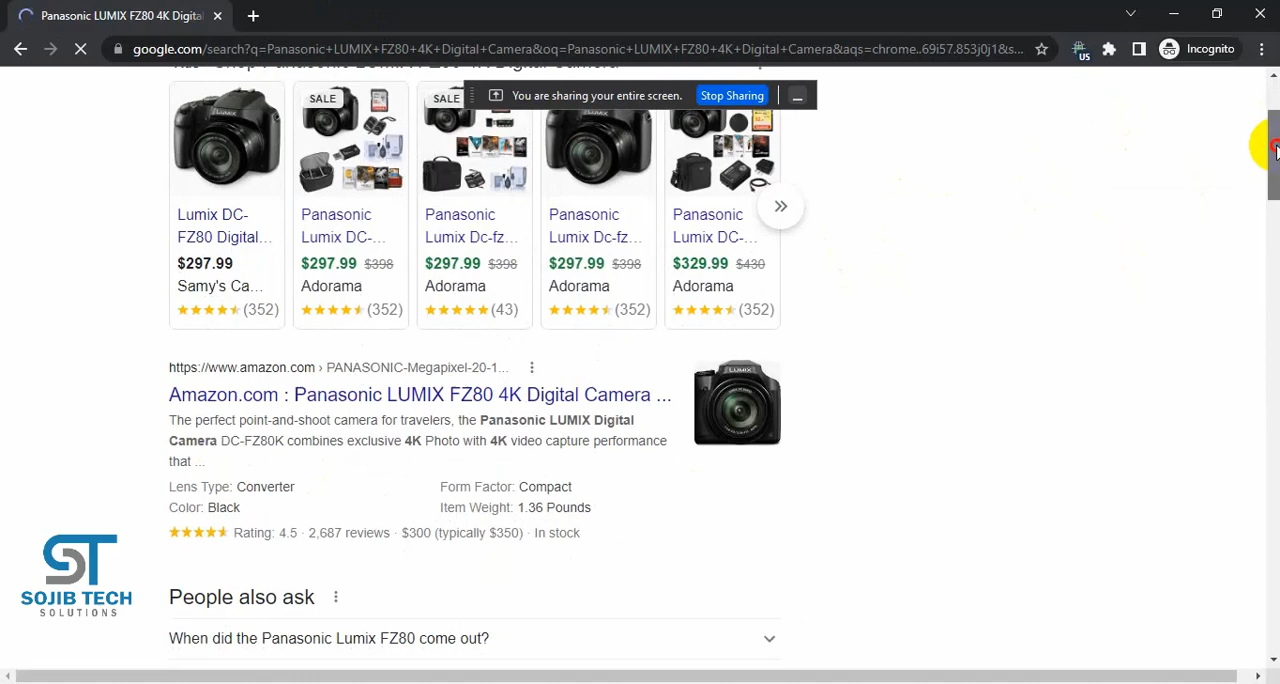 Panasonic LUMIX FZ80 4K Digital
google.com/search?q=Panasonic+LUMIX+FZ80+4K+Digital+Camera&oq=Panasonic+LUMIX+FZ80+4K+Digital+Camera&aqs=chrome..69i57.853j0j1&s...
US
Incognito
You are sharing your entire screen. Stop Sharing
SALE
SALE
LUMIX
Lumix DC-
FZ80 Digital...
$297.99
Samy's Ca...
(352)
Panasonic
Lumix DC-...
$297.99 $398
Adorama
(352)
Panasonic
Lumix Dc-fz...
$297.99 $398
Adorama
(43)
Panasonic
Lumix Dc-fz...
$297.99 $398
Adorama
(352)
Panasonic
Lumix DC-...
$329.99 $430
Adorama
(352)
https://www.amazon.com › PANASONIC-Megapixel-20-1...
Amazon.com : Panasonic LUMIX FZ80 4K Digital Camera ...
The perfect point-and-shoot camera for travelers, the Panasonic LUMIX Digital
Camera DC-FZ80K combines exclusive 4K Photo with 4K video capture performance
that ...
LUMIX
Lens Type: Converter
Form Factor: Compact
Color: Black
Item Weight: 1.36 Pounds
Rating: 4.5 · 2,687 reviews · $300 (typically $350) · In stock
People also ask
When did the Panasonic Lumix FZ80 come out?
ST
SOJIB TECH
SOLUTIONS